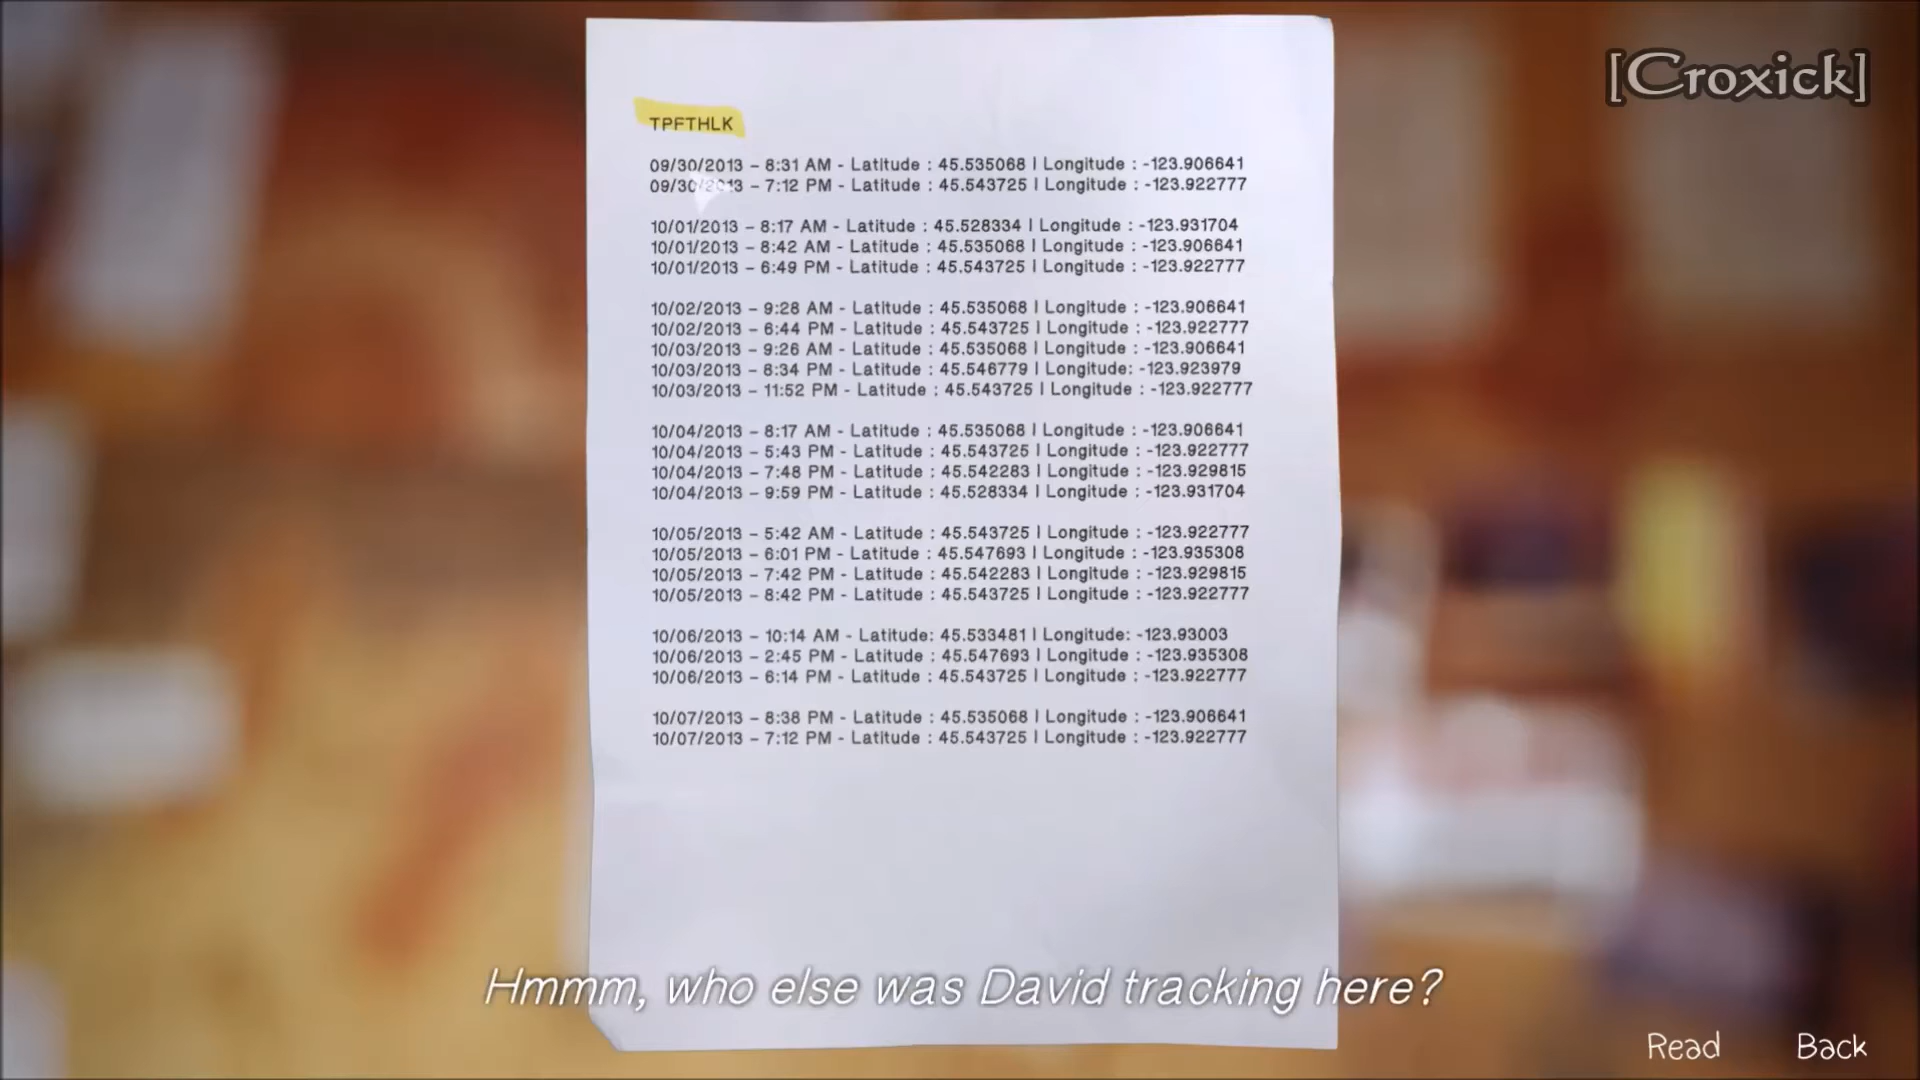 [Croxick]
TPFTHLK
09/30/2013 – 8:31 AM - Latitude : 45.535068 | Longitude : -123.906641
09/30/2013 – 7:12 PM - Latitude : 45.543725 | Longitude : -123.922777
10/01/2013 – 8:17 AM - Latitude : 45.528334 | Longitude : -123.931704
10/01/2013 – 8:42 AM - Latitude : 45.535068 | Longitude : -123.906641
10/01/2013 – 6:49 PM - Latitude : 45.543725 | Longitude : -123.922777
10/02/2013 – 9:28 AM - Latitude : 45.535068 | Longitude : -123.906641
10/02/2013 – 6:44 PM - Latitude : 45.543725 | Longitude : -123.922777
10/03/2013 – 9:26 AM - Latitude : 45.535068 | Longitude : -123.906641
10/03/2013 – 8:34 PM - Latitude : 45.546779 | Longitude: -123.923979
10/03/2013 – 11:52 PM - Latitude : 45.543725 | Longitude : -123.922777
10/04/2013 – 8:17 AM - Latitude : 45.535068 | Longitude : -123.906641
10/04/2013 – 5:43 PM - Latitude : 45.543725 | Longitude : -123.922777
10/04/2013 – 7:48 PM - Latitude : 45.542283 | Longitude : -123.929815
10/04/2013 – 9:59 PM - Latitude : 45.528334 | Longitude : -123.931704
10/05/2013 – 5:42 AM - Latitude : 45.543725 | Longitude : -123.922777
10/05/2013 – 6:01 PM - Latitude : 45.547693 | Longitude : -123.935308
10/05/2013 – 7:42 PM - Latitude : 45.542283 | Longitude : -123.929815
10/05/2013 – 8:42 PM - Latitude : 45.543725 | Longitude : -123.922777
10/06/2013 – 10:14 AM - Latitude: 45.533481 | Longitude: -123.93003
10/06/2013 – 2:45 PM - Latitude : 45.547693 | Longitude : -123.935308
10/06/2013 – 6:14 PM - Latitude : 45.543725 | Longitude : -123.922777
10/07/2013 – 8:38 PM - Latitude : 45.535068 | Longitude : -123.906641
10/07/2013 – 7:12 PM - Latitude : 45.543725 | Longitude : -123.922777
Hmmm, who else was David tracking here?
Read Back